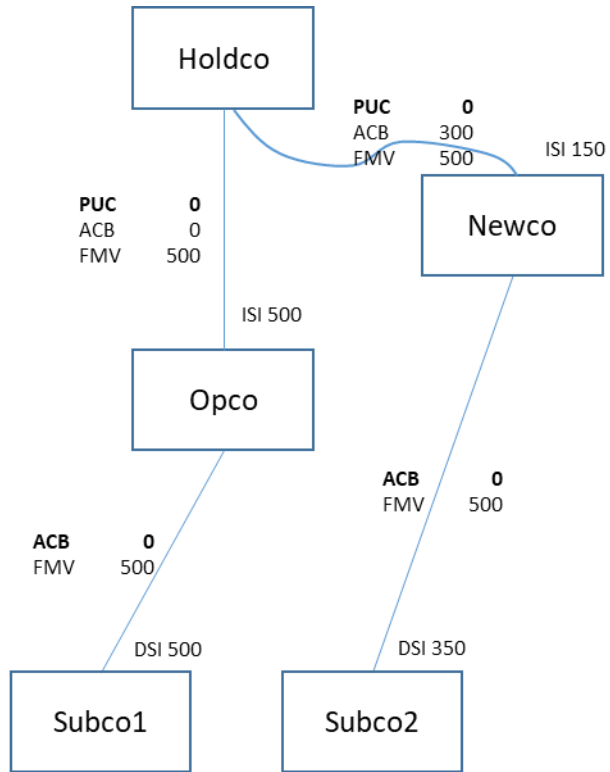 Holdco
PUC 0
ACB 300
FMV 500
ISI 150
Newco
PUC 0
ACB 0
FMV 500
ISI 500
Opco
ACB 0
FMV 500
ACB 0
FMV 500
DSI 500
DSI 350
Subco1
Subco2